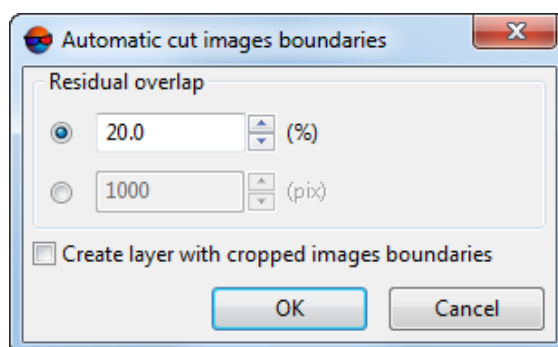 Automatic cut images boundaries
Residual overlap
20.0 (%)
1000 (pix)
Create layer with cropped images boundaries
OK Cancel